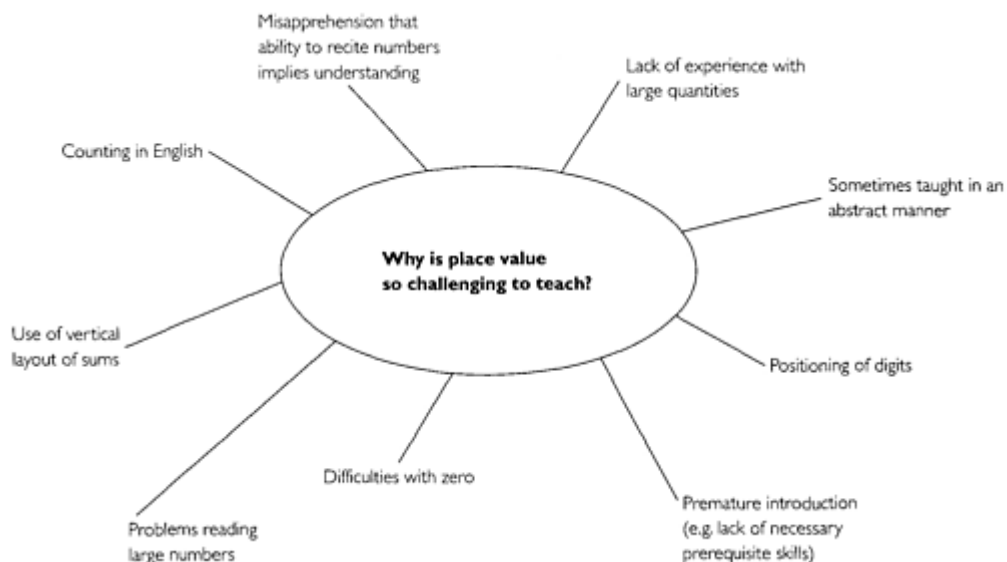 Misapprehension that
ability to recite numbers
implies understanding
Lack of experience with
large quantities
Counting in English
Sometimes taught in an
abstract manner
Why is place value
so challenging to teach?
Use of vertical
layout of sums
Positioning of digits
Difficulties with zero
Problems reading
large numbers
Premature introduction
(e.g. lack of necessary
prerequisite skills)